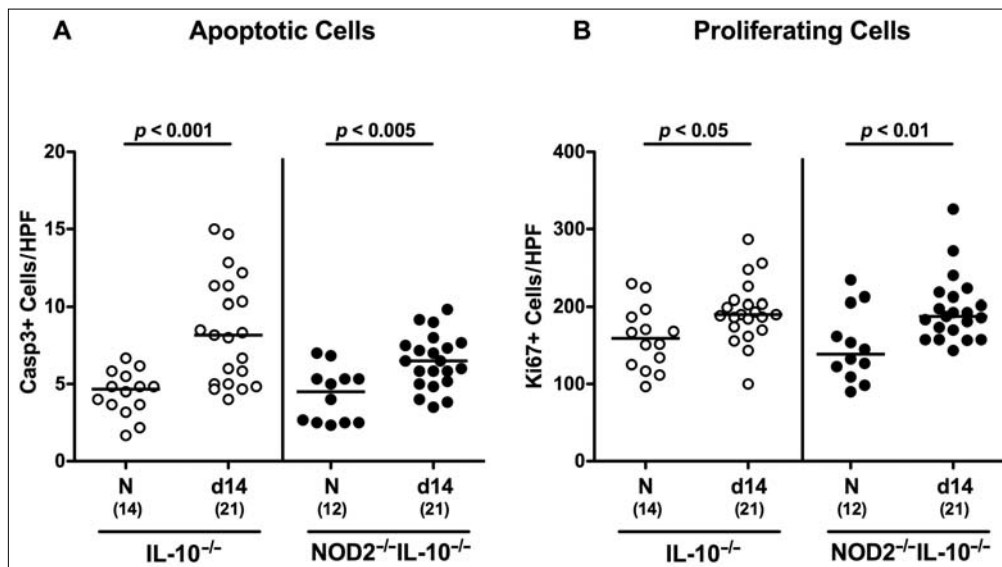 A Apoptotic Cells
p < 0.001 p < 0.005
Casp3+ Cells/HPF
20
15
10
5
0
N d14 N d14
(14) (21) (12) (21)
IL-10⁻/⁻ NOD2⁻/⁻IL-10⁻/⁻
B Proliferating Cells
p < 0.05 p < 0.01
Ki67+ Cells/HPF
400
300
200
100
0
N d14 N d14
(14) (21) (12) (21)
IL-10⁻/⁻ NOD2⁻/⁻IL-10⁻/⁻